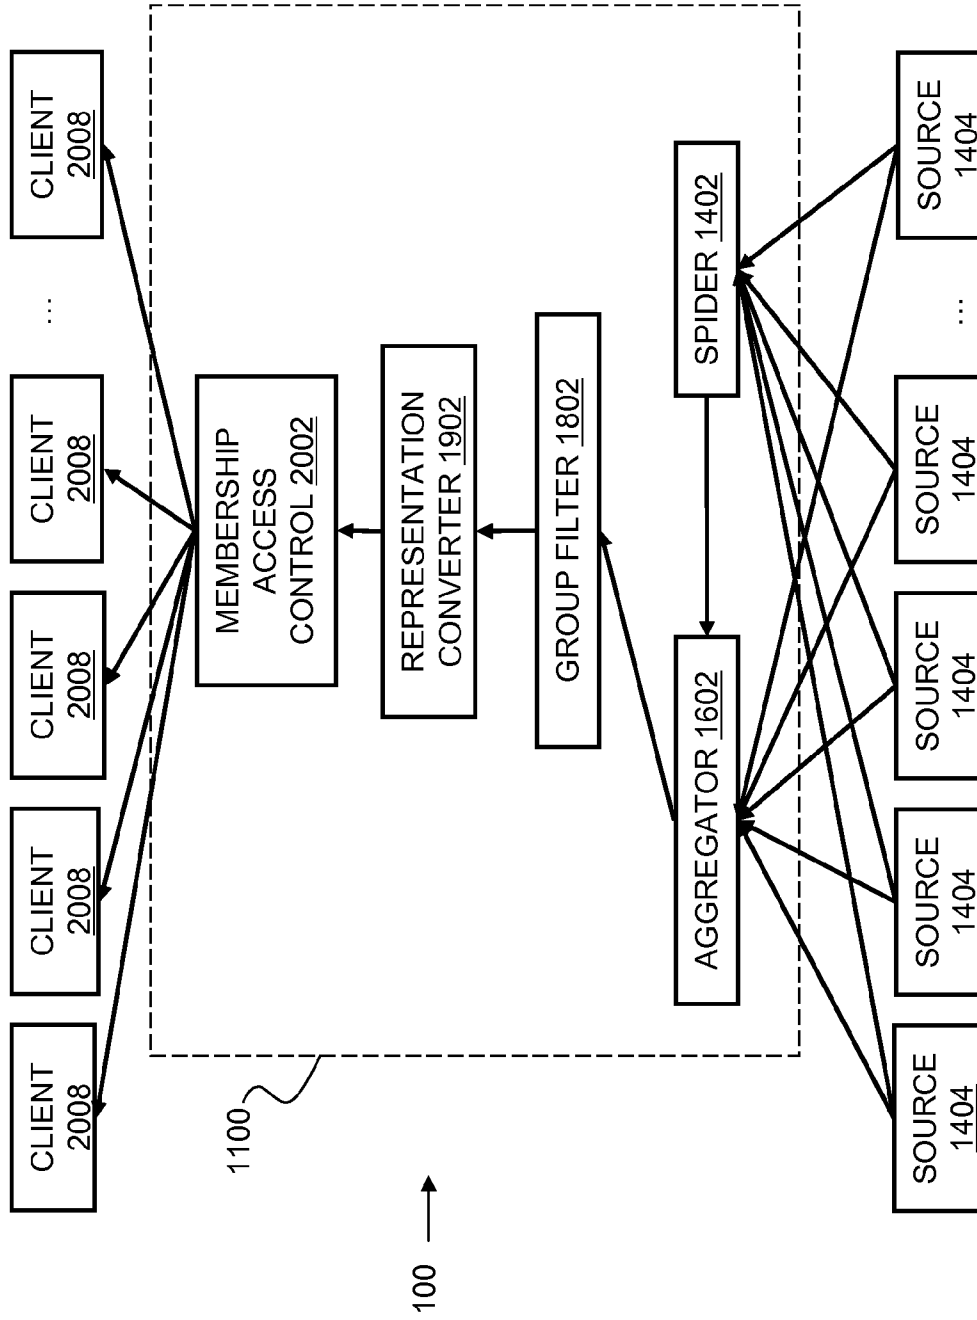 CLIENT
2008
CLIENT
2008
CLIENT
2008
CLIENT
2008
...
CLIENT
2008
1100
100
MEMBERSHIP
ACCESS
CONTROL 2002
REPRESENTATION
CONVERTER 1902
GROUP FILTER 1802
AGGREGATOR 1602
SPIDER 1402
SOURCE
1404
SOURCE
1404
SOURCE
1404
SOURCE
1404
...
SOURCE
1404